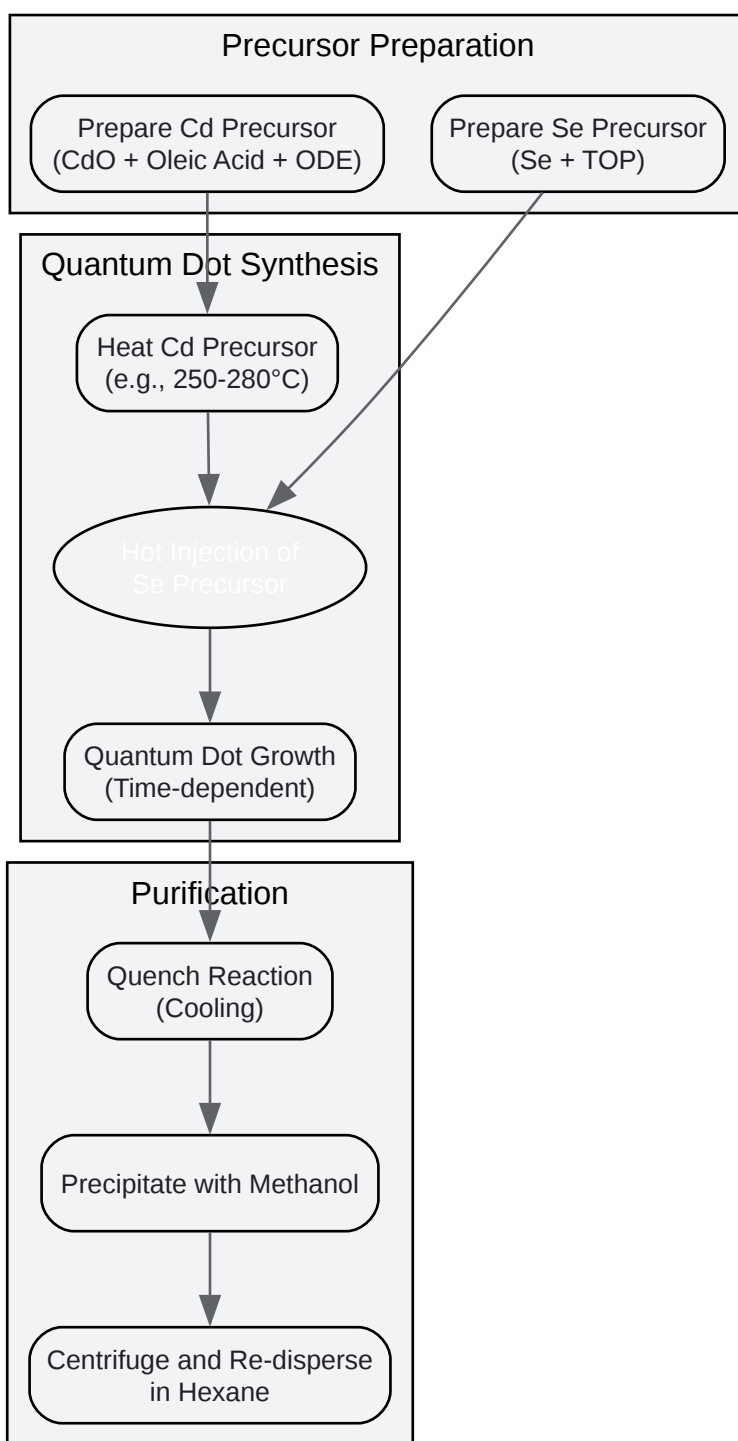 Precursor Preparation
Prepare Cd Precursor
(CdO + Oleic Acid + ODE)
Prepare Se Precursor
(Se + TOP)
Quantum Dot Synthesis
Heat Cd Precursor
(e.g., 250-280°C)
Hot Injection of
Se Precursor
Quantum Dot Growth
(Time-dependent)
Purification
Quench Reaction
(Cooling)
Precipitate with Methanol
Centrifuge and Re-disperse
in Hexane